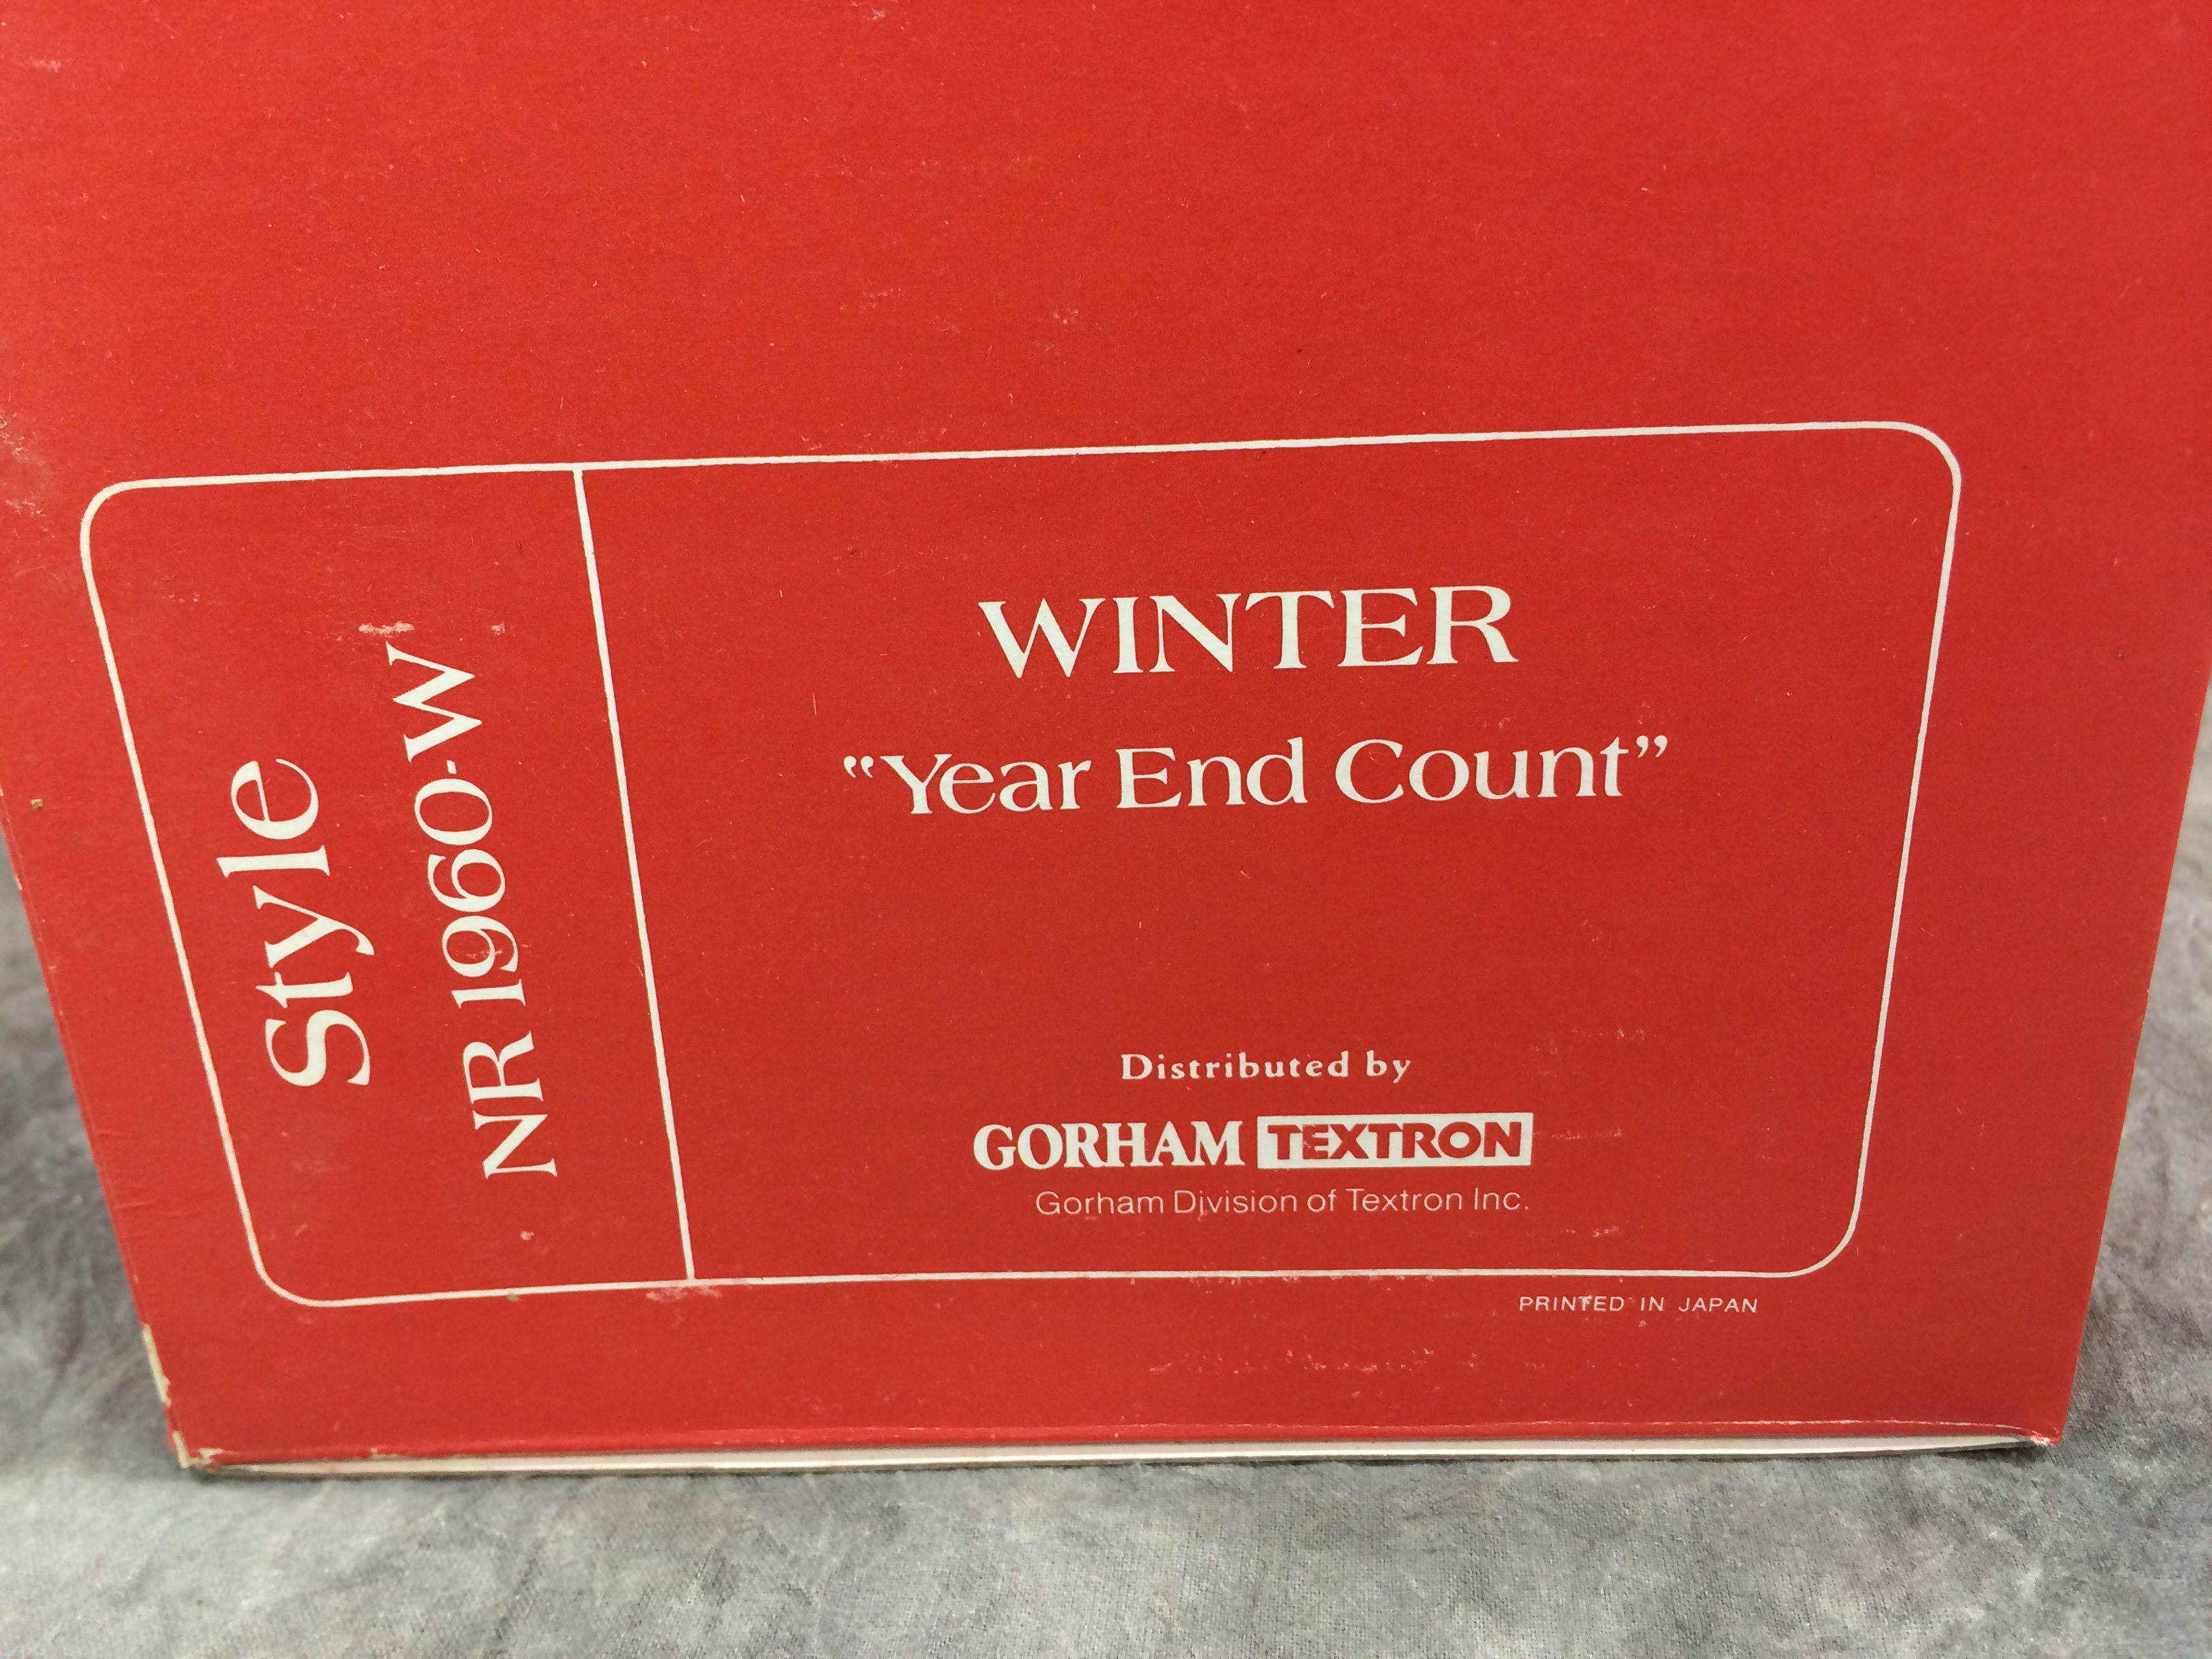 Style
NR 1960-W
WINTER
“Year End Count”
Distributed by
GORHAM TEXTRON
Gorham Division of Textron Inc.
PRINTED IN JAPAN